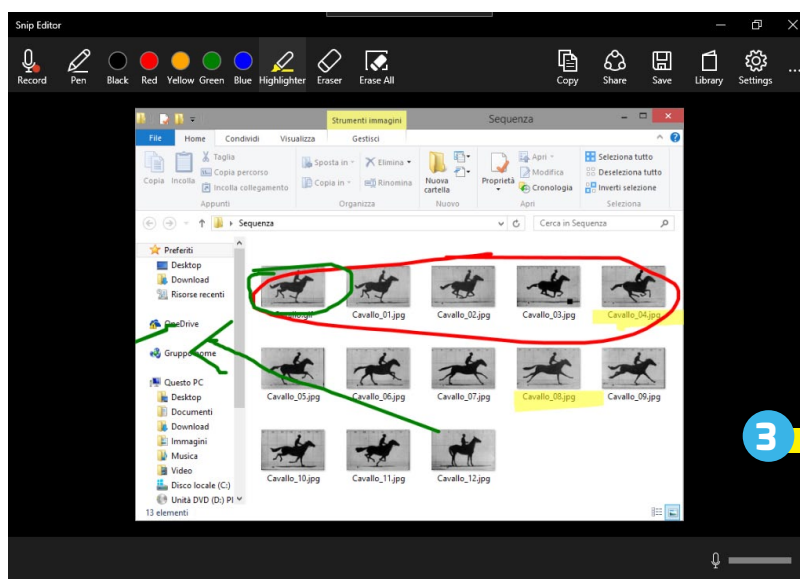 Snip Editor
Record Pen Black Red Yellow Green Blue Highlighter Eraser Erase All Copy Share Save Library Settings
Strumenti immagini Sequenza
File Home Condividi Visualizza Gestisci
Copia Incolla Taglia Copia percorso Incolla collegamento
Sposta in Copia in Elimina Rinomina
Nuova cartella
Proprietà Apri Modifica Cronologia
Seleziona tutto Deseleziona tutto Inverti selezione
Appunti Organizza Nuovo Apri Seleziona
Sequenza Cerca in Sequenza
Preferiti
Desktop
Download
Risorse recenti
OneDrive
Gruppo home
Questo PC
Desktop
Documenti
Download
Immagini
Musica
Video
Disco locale (C:)
Unità DVD (D:) Pl
Cavallo_01.jpg Cavallo_02.jpg Cavallo_03.jpg Cavallo_04.jpg
Cavallo_05.jpg Cavallo_06.jpg Cavallo_07.jpg Cavallo_08.jpg Cavallo_09.jpg
Cavallo_10.jpg Cavallo_11.jpg Cavallo_12.jpg
13 elementi
3